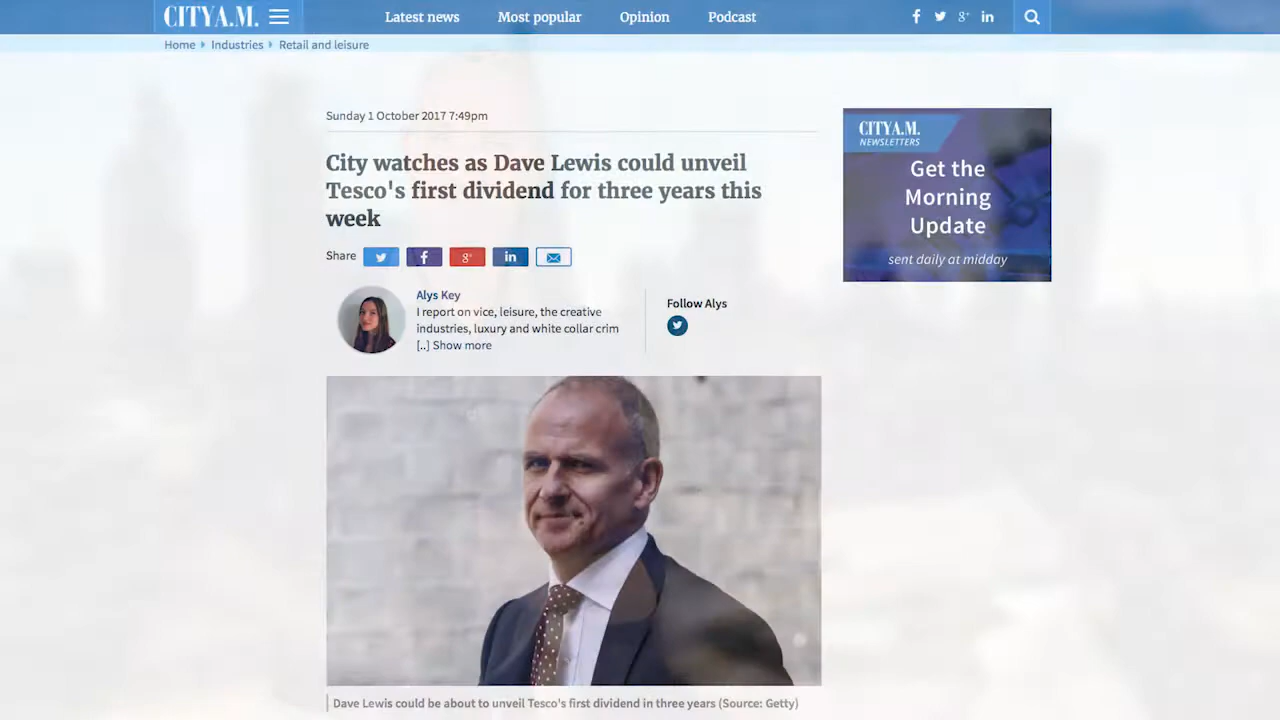 CITYA.M.
Latest news Most popular Opinion Podcast
Home Industries Retail and leisure
Sunday 1 October 2017 7:49pm
City watches as Dave Lewis could unveil
Tesco's first dividend for three years this
week
Share
Alys Key
I report on vice, leisure, the creative
industries, luxury and white collar crim
[..] Show more
Follow Alys
CITYA.M.
NEWSLETTERS
Get the
Morning
Update
sent daily at midday
Dave Lewis could be about to unveil Tesco's first dividend in three years (Source: Getty)